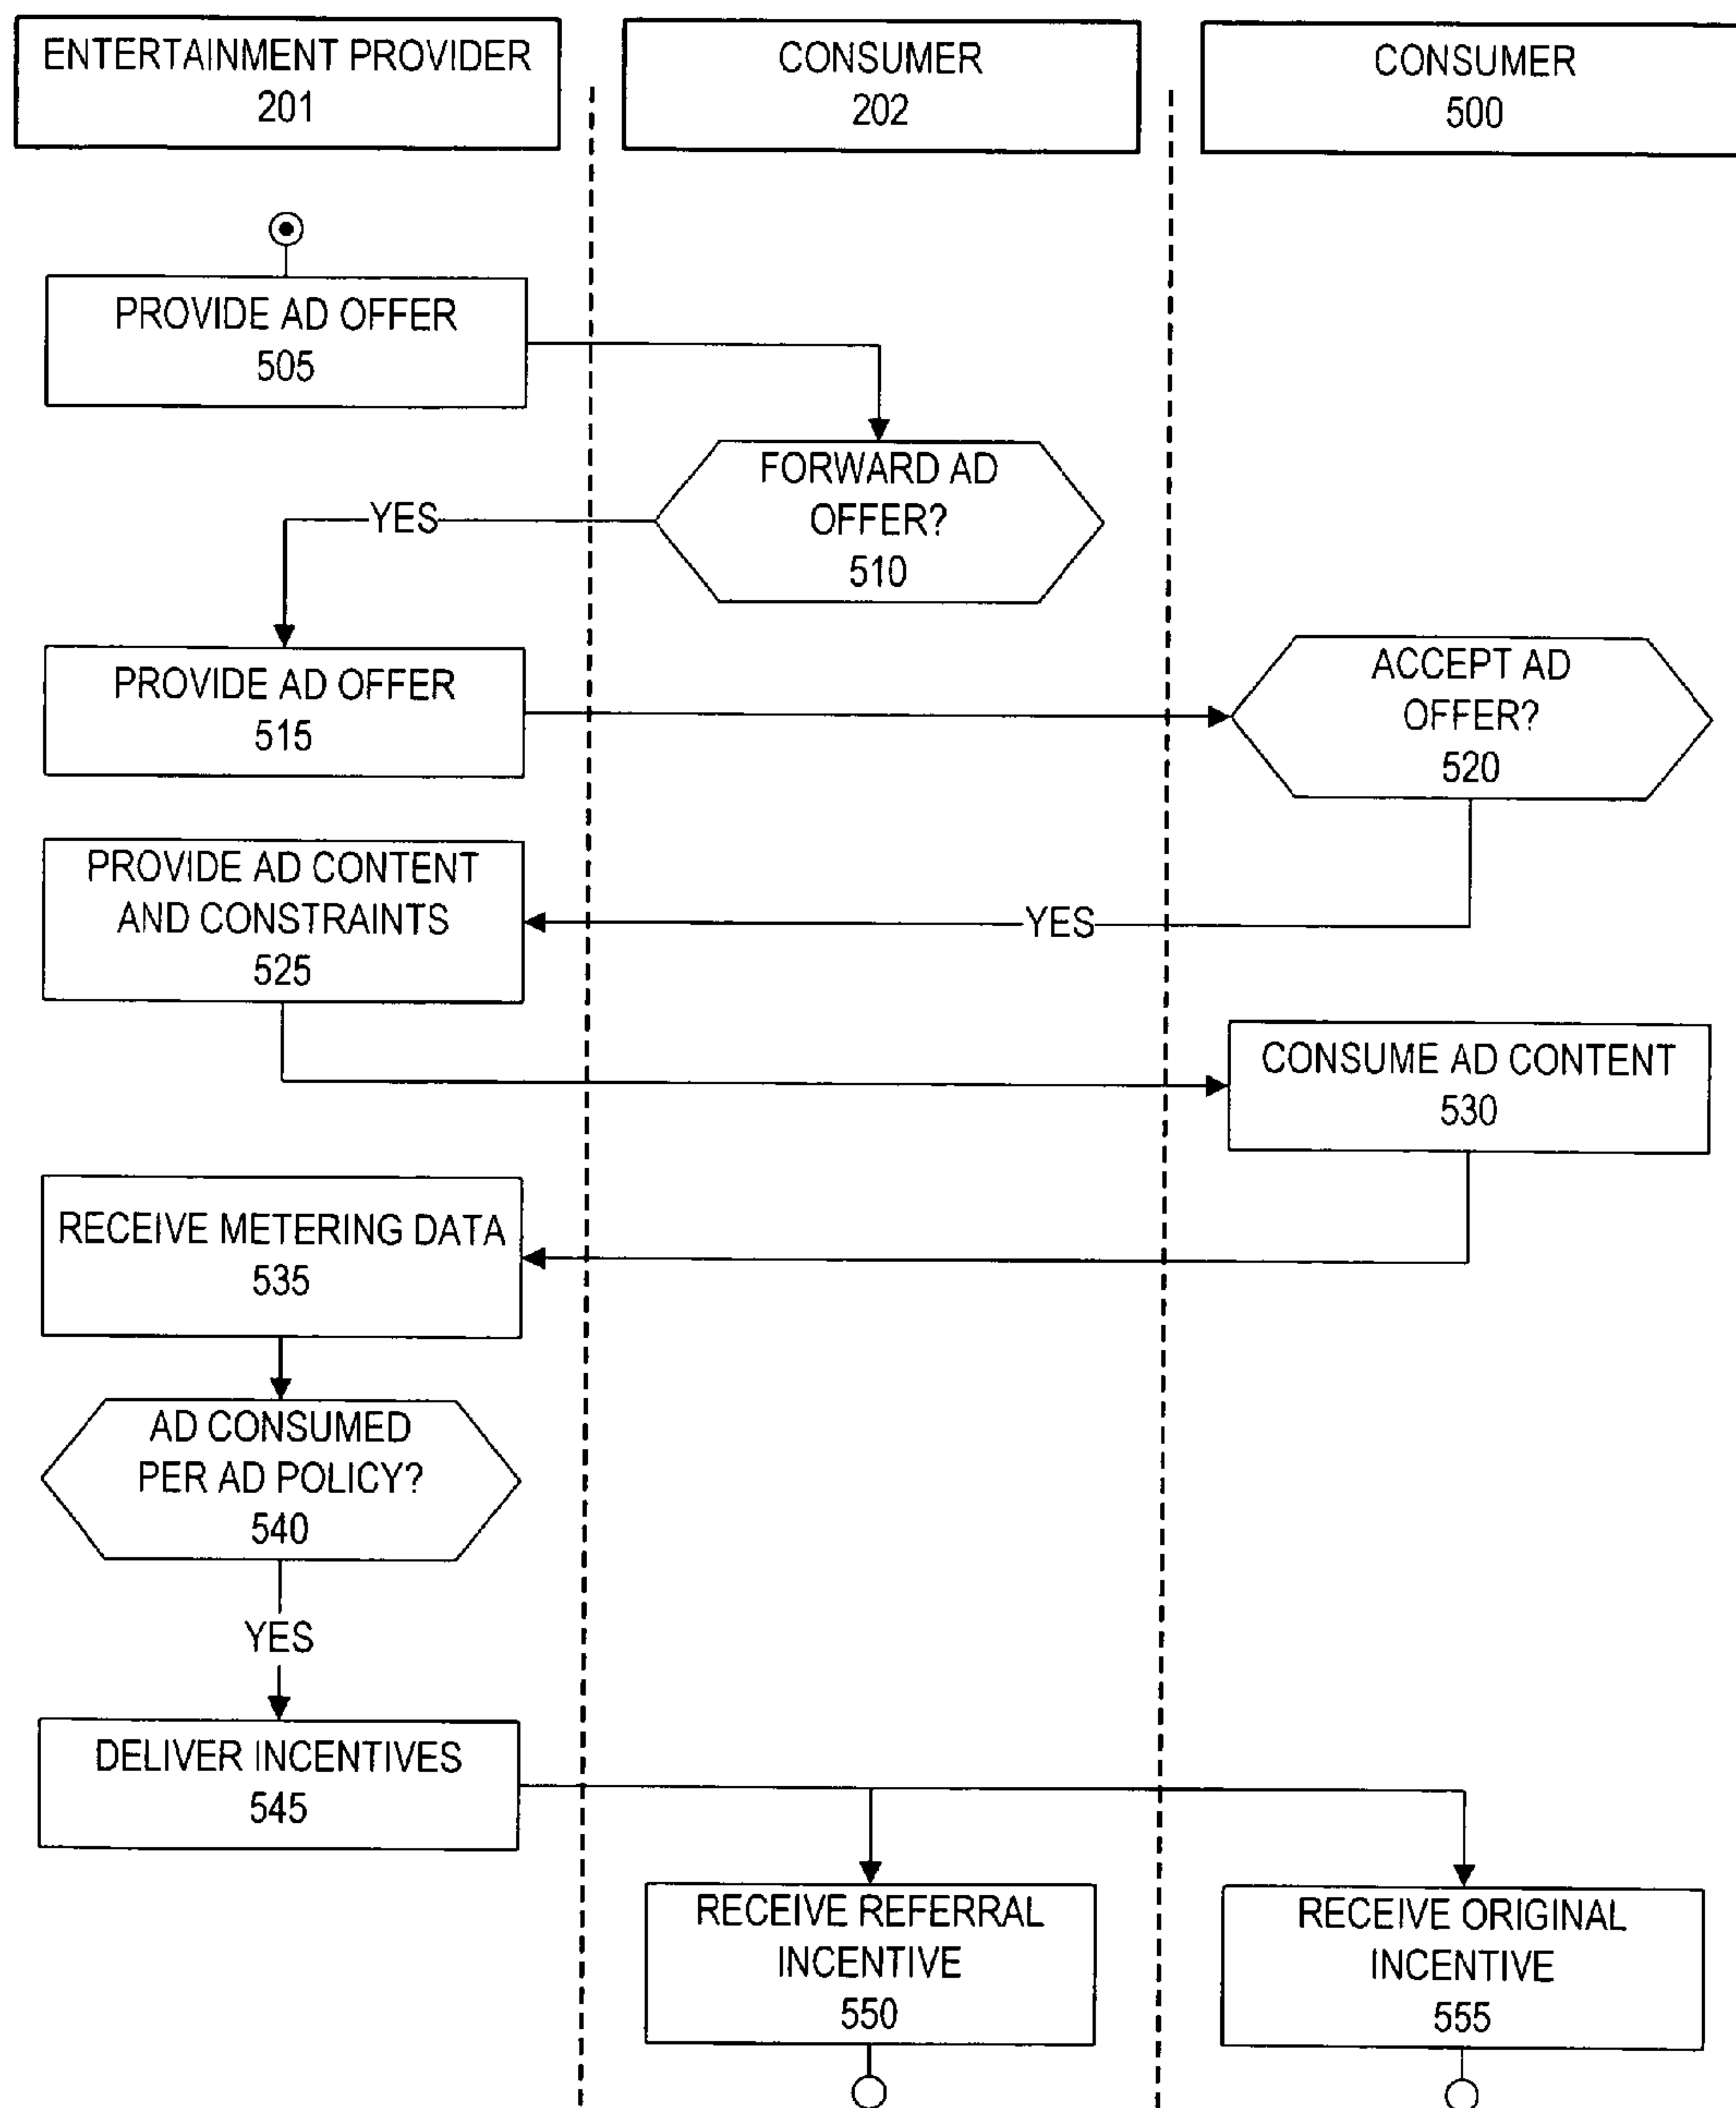 ENTERTAINMENT PROVIDER
201
CONSUMER
202
CONSUMER
500
PROVIDE AD OFFER
505
FORWARD AD
OFFER?
510
YES
PROVIDE AD OFFER
515
ACCEPT AD
OFFER?
520
PROVIDE AD CONTENT
AND CONSTRAINTS
525
YES
CONSUME AD CONTENT
530
RECEIVE METERING DATA
535
AD CONSUMED
PER AD POLICY?
540
YES
DELIVER INCENTIVES
545
RECEIVE REFERRAL
INCENTIVE
550
RECEIVE ORIGINAL
INCENTIVE
555